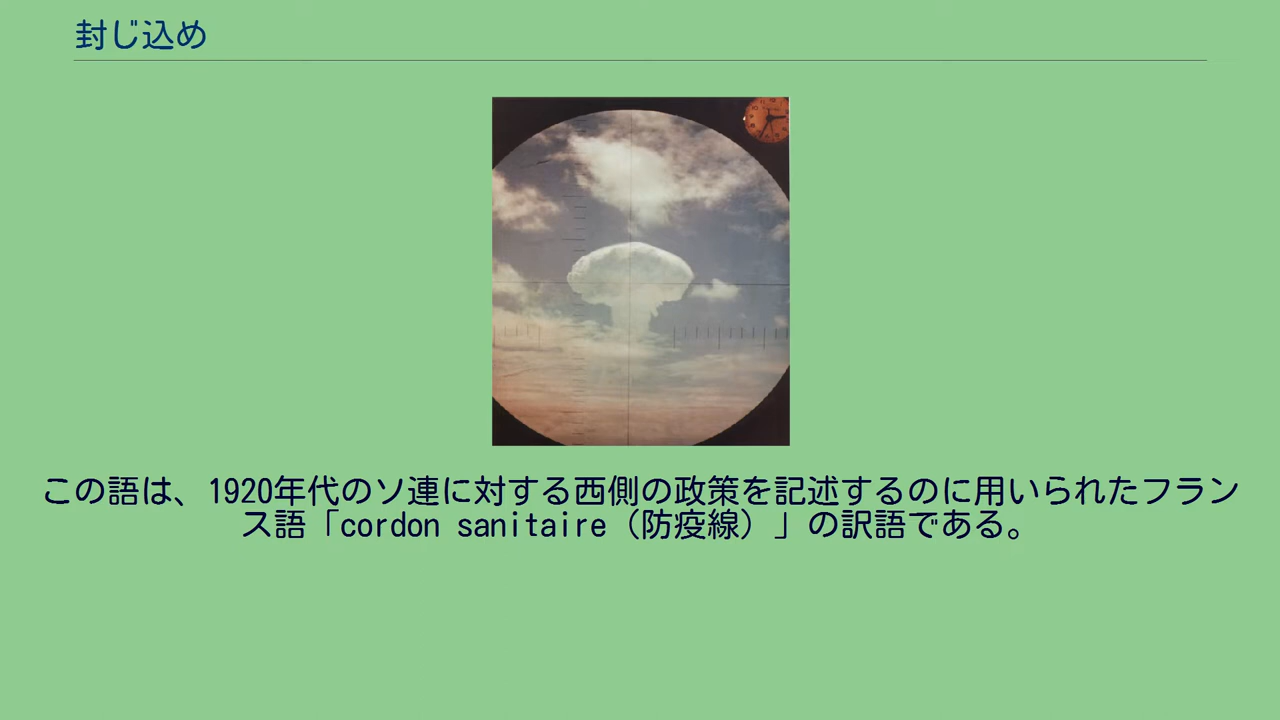 封じ込め
この語は、1920年代のソ連に対する西側の政策を記述するのに用いられたフラン
ス語「cordon sanitaire（防疫線）」の訳語である。